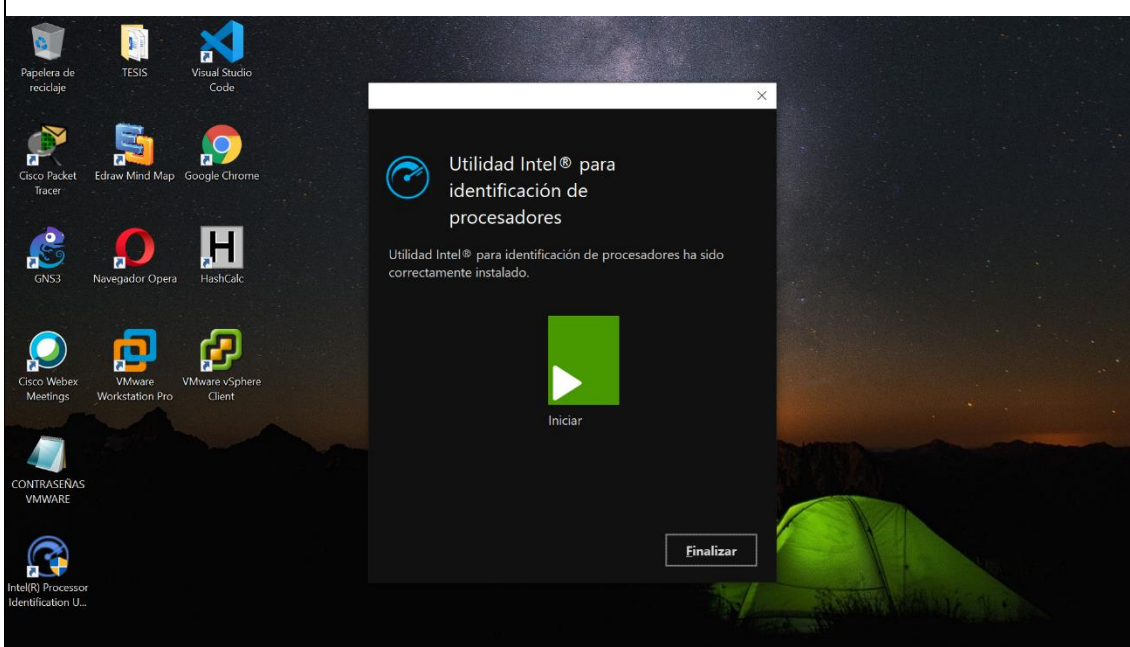 Papelera de
reciclaje
TESIS
Visual Studio
Code
Cisco Packet
Tracer
Edraw Mind Map
Google Chrome
GNS3
Navegador Opera
H
HashCalc
Cisco Webex
Meetings
VMware
Workstation Pro
VMware vSphere
Client
CONTRASEÑAS
VMWARE
Intel(R) Processor
Identification U...
Utilidad Intel® para
identificación de
procesadores
Utilidad Intel® para identificación de procesadores ha sido
correctamente instalado.
Iniciar
Finalizar